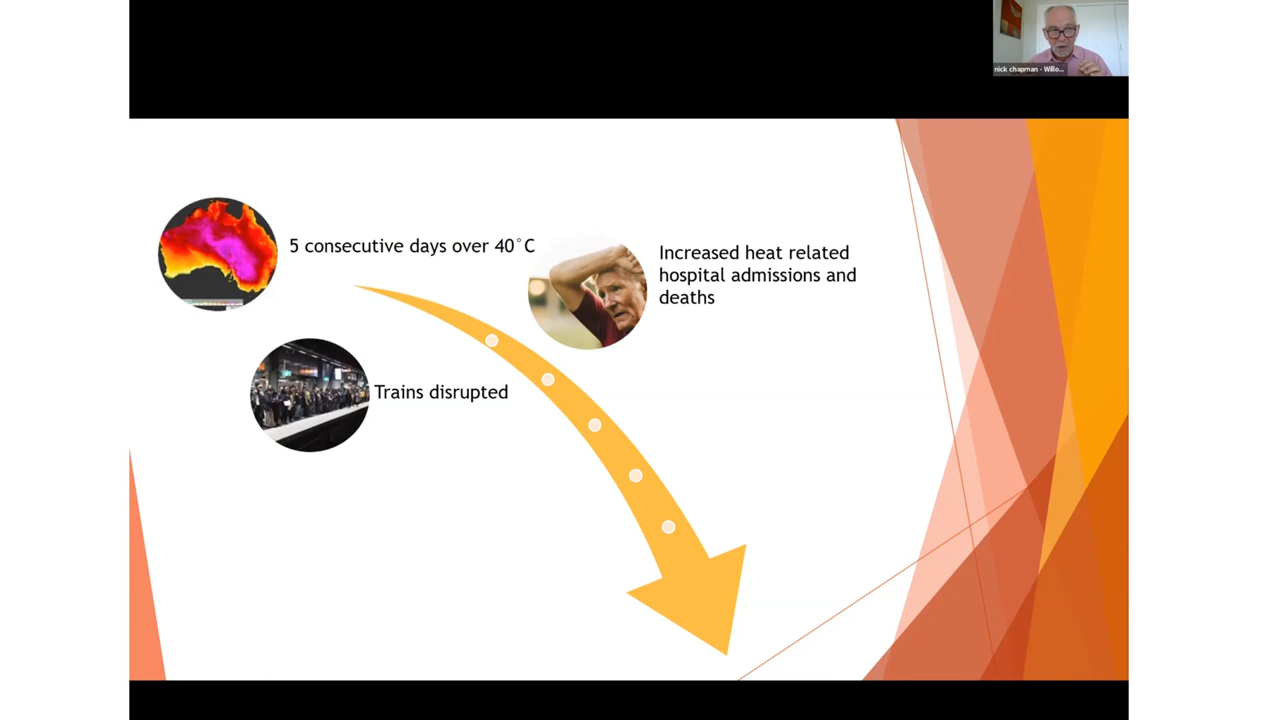 nick chapman - Willo...
5 consecutive days over 40°C
Increased heat related
hospital admissions and
deaths
Trains disrupted